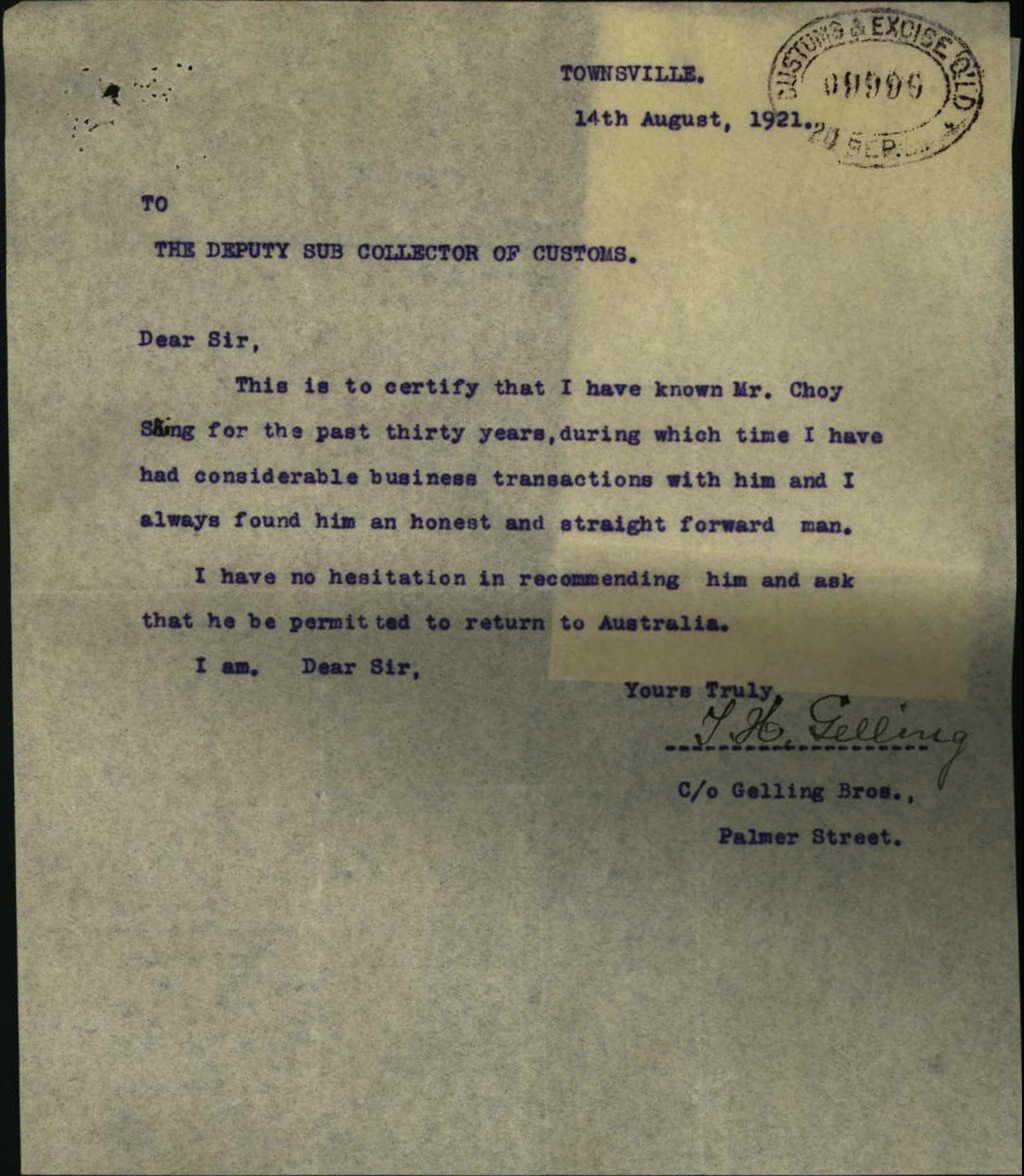 CUSTOMS & EXCISE Q'LD
TOWNSVILLE.
14th August, 1921.
SEP.
TO
THE DEPUTY SUB COLLECTOR OF CUSTOMS.
Dear Sir,
This is to certify that I have known Mr. Choy
for the past thirty years,during which time I have
had considerable business transactions with him and I
always found him an honest and straight forward man.
I have no hesitation in recommending him and ask
that he be permitted to return to Australia.
I am. Dear Sir,
Yours Truly,
T. H. Gelling
C/o Gelling Bros.,
Palmer Street.